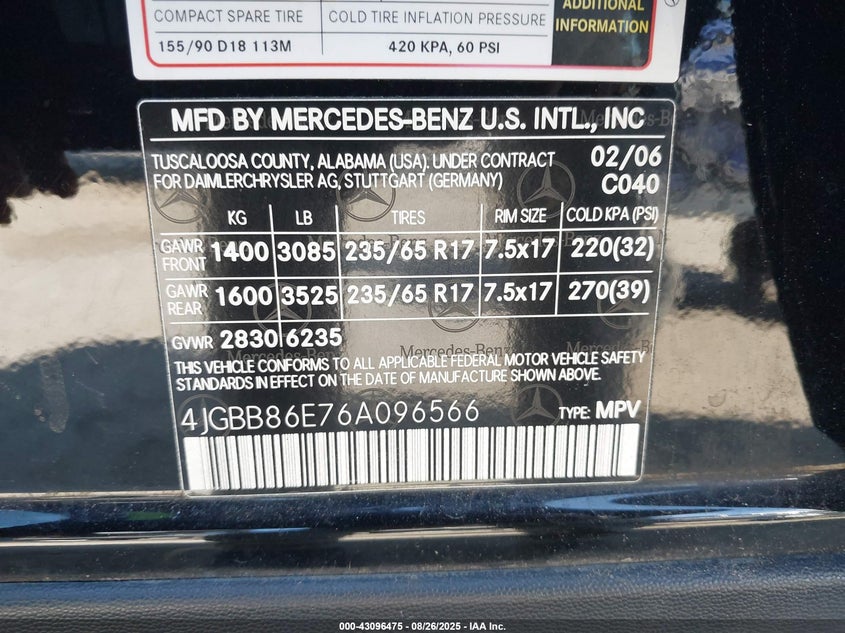 ADDITIONAL
INFORMATION
COMPACT SPARE TIRE COLD TIRE INFLATION PRESSURE
155/90 D18 113M 420 KPA, 60 PSI
MFD BY MERCEDES-BENZ U.S. INTL., INC
TUSCALOOSA COUNTY, ALABAMA (USA). UNDER CONTRACT 02/06
FOR DAIMLERCHRYSLER AG, STUTTGART (GERMANY) C040
KG LB TIRES RIM SIZE COLD KPA (PSI)
GAWR FRONT 1400 3085 235/65 R17 7.5x17 220(32)
GAWR REAR 1600 3525 235/65 R17 7.5x17 270(39)
GVWR 2830 6235
Mercedes-Benz Mercedes-Benz
THIS VEHICLE CONFORMS TO ALL APPLICABLE FEDERAL MOTOR VEHICLE SAFETY
STANDARDS IN EFFECT ON THE DATE OF MANUFACTURE SHOWN ABOVE.
4JGBB86E76A096566 TYPE: MPV
000-43096475 - 08/26/2025 - IAA Inc.